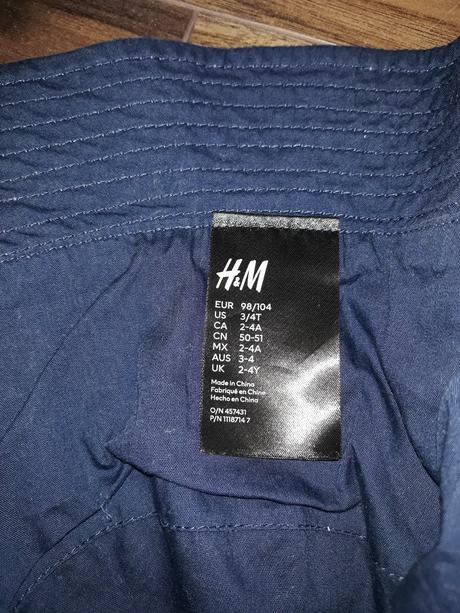 H&M
EUR 98/104
US 3/4T
CA 2-4A
CN 50-51
MX 2-4A
AUS 3-4
UK 2-4Y
Made in China
Fabriqué en Chine
Hecho en China
O/N 457431
P/N 1118714 7